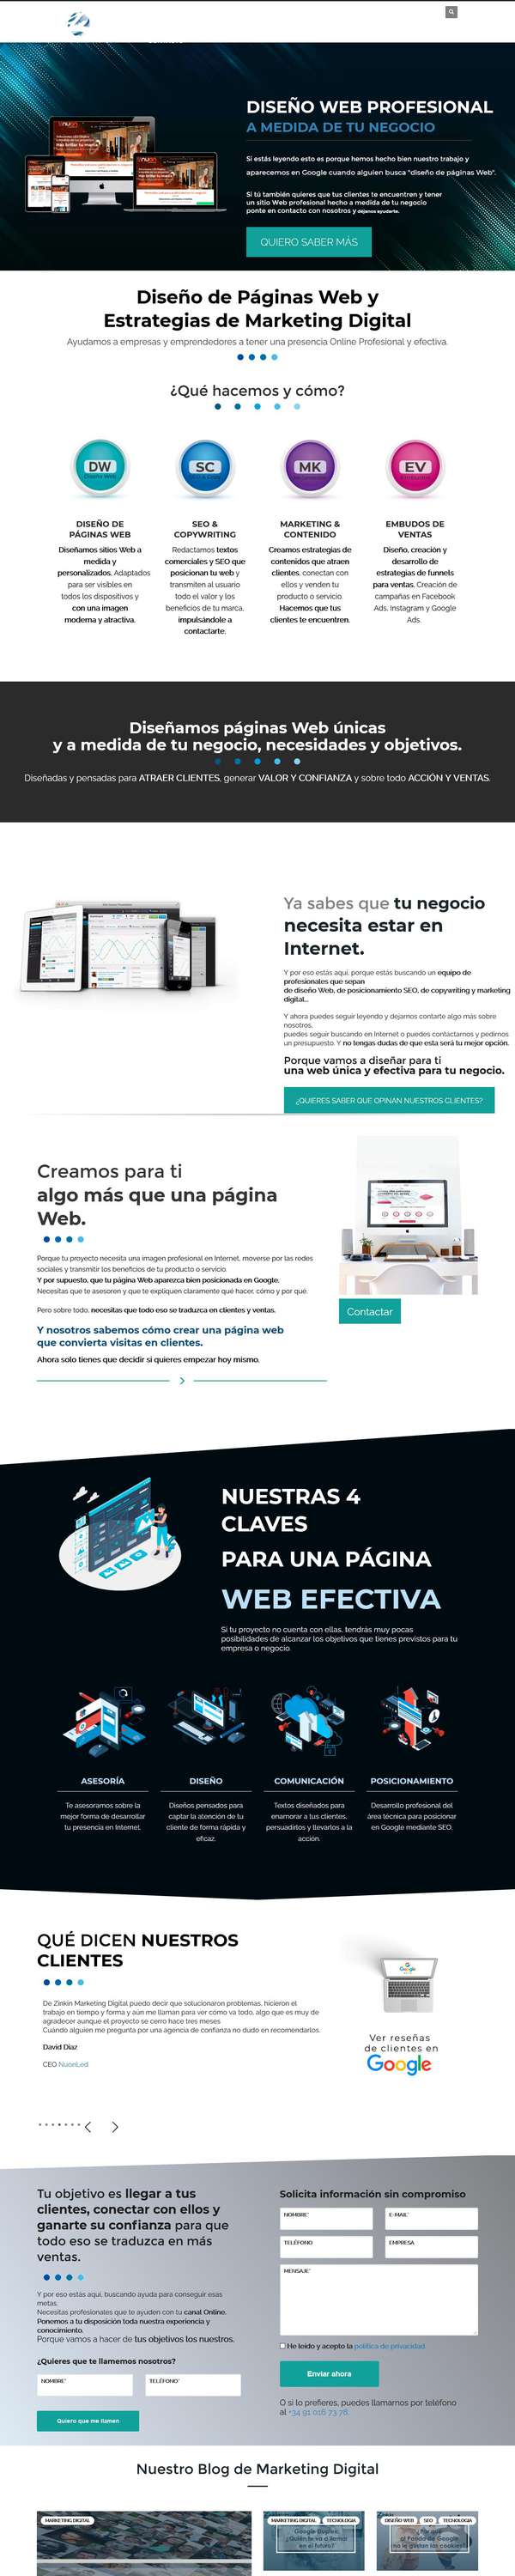 DISEÑO WEB PROFESIONAL
A MEDIDA DE TU NEGOCIO
Si estás leyendo esto es porque hemos hecho bien nuestro trabajo y
aparecemos en Google cuando alguien busca "diseño de páginas Web".
Si tú también quieres que tus clientes te encuentren y tener
un sitio Web profesional hecho a medida de tu negocio
ponte en contacto con nosotros y déjanos ayudarte.
QUIERO SABER MÁS
Diseño de Páginas Web y
Estrategias de Marketing Digital
Ayudamos a empresas y emprendedores a tener una presencia Online Profesional y efectiva.
¿Qué hacemos y cómo?
DW
SC
MK
EV
DISEÑO DE
PÁGINAS WEB
Diseñamos sitios Web a
medida y
personalizados. Adaptados
para ser visibles en
todos los dispositivos y
con una imagen
moderna y atractiva.
SEO &
COPYWRITING
Redactamos textos
comerciales y SEO que
posicionan tu web y
transmiten al usuario
todo el valor y los
beneficios de tu marca,
impulsándole a
contactarte.
MARKETING &
CONTENIDO
Creamos estrategias de
contenidos que atraen
clientes, conectan con
ellos y venden tu
producto o servicio.
Hacemos que tus
clientes te encuentren.
EMBUDOS DE
VENTAS
Diseño, creación y
desarrollo de
estrategias de funnels
para ventas. Creación de
campañas en Facebook
Ads, Instagram y Google
Ads.
Diseñamos páginas Web únicas
y a medida de tu negocio, necesidades y objetivos.
Diseñadas y pensadas para ATRAER CLIENTES, generar VALOR Y CONFIANZA y sobre todo ACCIÓN Y VENTAS.
Ya sabes que tu negocio
necesita estar en
Internet.
Y por eso estás aquí, porque estás buscando un equipo de
profesionales que sepan
de diseño Web, de posicionamiento SEO, de copywriting y marketing
digital...
Y ahora puedes seguir leyendo y dejarnos contarte algo más sobre
nosotros,
puedes seguir buscando en Internet o puedes contactarnos y pedirnos
un presupuesto. Y no tengas dudas de que esta será tu mejor opción.
Porque vamos a diseñar para ti
una web única y efectiva para tu negocio.
¿QUIERES SABER QUE OPINAN NUESTROS CLIENTES?
Creamos para ti
algo más que una página
Web.
Porque tu proyecto necesita una imagen profesional en Internet, moverse por las redes
sociales y transmitir los beneficios de tu producto o servicio.
Y por supuesto, que tu página Web aparezca bien posicionada en Google.
Necesitas que te asesoren y que te expliquen claramente qué hacer, cómo y por qué.
Pero sobre todo, necesitas que todo eso se traduzca en clientes y ventas.
Y nosotros sabemos cómo crear una página web
que convierta visitas en clientes.
Ahora solo tienes que decidir si quieres empezar hoy mismo.
Contactar
NUESTRAS 4
CLAVES
PARA UNA PÁGINA
WEB EFECTIVA
Si tu proyecto no cuenta con ellas, tendrás muy pocas
posibilidades de alcanzar los objetivos que tienes previstos para tu
empresa o negocio.
ASESORÍA
Te asesoramos sobre la
mejor forma de desarrollar
tu presencia en Internet.
DISEÑO
Diseños pensados para
captar la atención de tu
cliente de forma rápida y
eficaz.
COMUNICACIÓN
Textos diseñados para
enamorar a tus clientes,
persuadirlos y llevarlos a la
acción.
POSICIONAMIENTO
Desarrollo profesional del
área técnica para posicionar
en Google mediante SEO.
QUÉ DICEN NUESTROS
CLIENTES
De Zinkin Marketing Digital puedo decir que solucionaron problemas, hicieron el
trabajo en tiempo y forma y aún me llaman para ver cómo va todo, algo que es muy de
agradecer aunque el proyecto se cerro hace tres meses
Cuándo alguien me pregunta por una agencia de confianza no dudo en recomendarlos.
David Díaz
CEO NuonLed
Google
Ver reseñas
de clientes en
Google
Tu objetivo es llegar a tus
clientes, conectar con ellos y
ganarte su confianza para que
todo eso se traduzca en más
ventas.
Y por eso estás aquí, buscando ayuda para conseguir esas
metas.
Necesitas profesionales que te ayuden con tu canal Online.
Ponemos a tu disposición toda nuestra experiencia y
conocimiento.
Porque vamos a hacer de tus objetivos los nuestros.
¿Quieres que te llamemos nosotros?
NOMBRE*
TELÉFONO*
Quiero que me llamen
Solicita información sin compromiso
NOMBRE*
E-MAIL*
TELÉFONO
EMPRESA
MENSAJE*
He leído y acepto la política de privacidad
Enviar ahora
O si lo prefieres, puedes llamarnos por teléfono
al +34 91 016 73 78.
Nuestro Blog de Marketing Digital
MARKETING DIGITAL
MARKETING DIGITAL
TECNOLOGÍA
DISEÑO WEB
SEO
TECNOLOGÍA